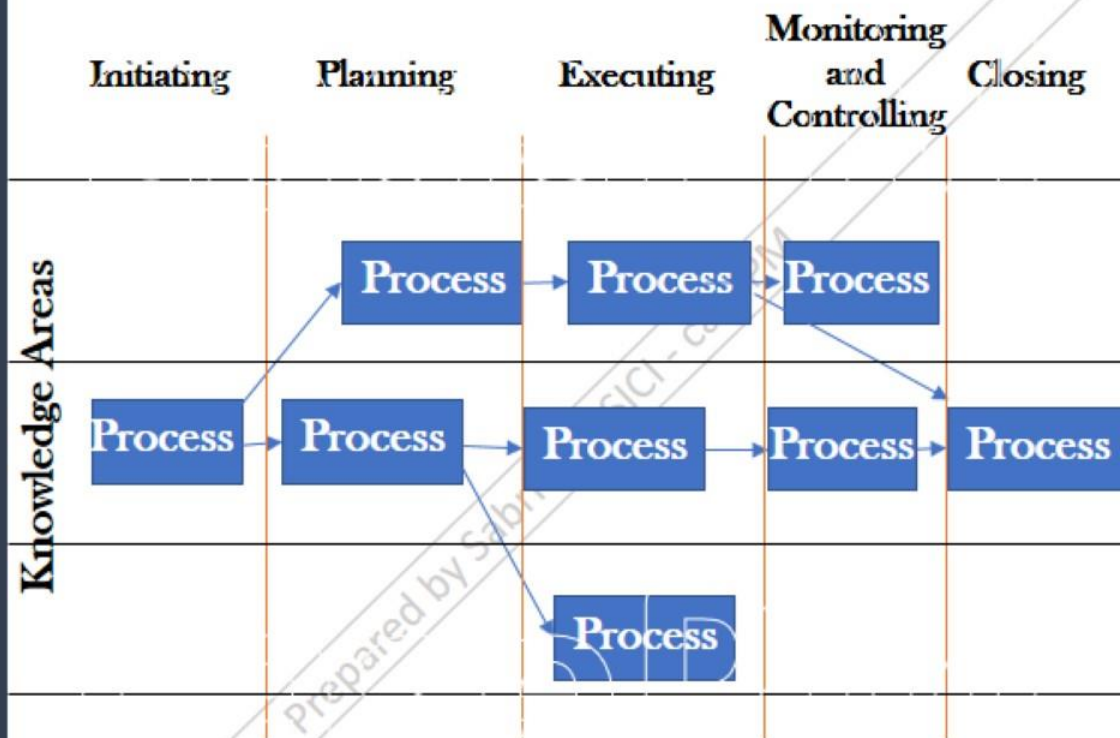 Initiating
Planning
Executing
Monitoring
and
Controlling
Closing
Knowledge Areas
Process
Process
Process
Process
Process
Process
Process
Process
Process
Prepared by